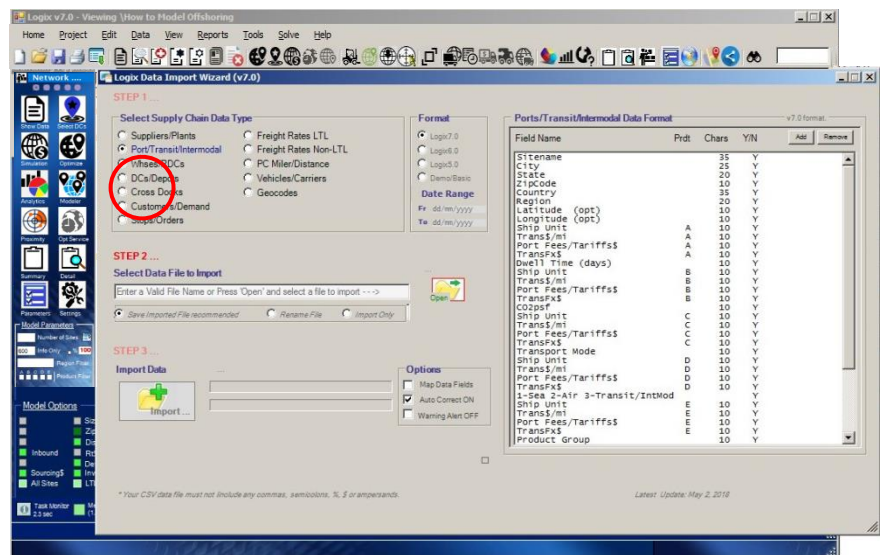 Logix v7.0 - Viewing \How to Model Offshoring
Home Project Edit Data View Reports Tools Solve Help
Network ....
Logix Data Import Wizard (v7.0)
Show Data Select DCs
Simulation Optimize
Analytics Modeler
Proximity Opt Service
Summary Detail
Parameters Settings
Model Parameters
Number of Sites
600 Info Only % 100
Region Filter
Product Filter
Model Options
Inbound
Sourcing$
All Sites
Task Monitor
2.0 sec
STEP 1 ...
Select Supply Chain Data Type
Suppliers/Plants
Port/Transit/Intermodal
Whses/RDCs
DCs/Depots
Cross Docks
Customers/Demand
Stops/Orders
Freight Rates LTL
Freight Rates Non-LTL
PC Miler/Distance
Vehicles/Carriers
Geocodes
Format
Logix7.0
Logix6.0
Logix5.0
Demo/Basic
Date Range
Fr dd/mm/yyyy
To dd/mm/yyyy
STEP 2 ...
Select Data File to Import
Enter a Valid File Name or Press 'Open' and select a file to import - - ->
Open
Save Imported File recommended Rename File Import Only
STEP 3 ...
Import Data ...
Import ...
Options
Map Data Fields
Auto Correct ON
Warning Alert OFF
* Your CSV data file must not iinclude any commas, semicolons, %, $ or ampersands.
Ports/Transit/Intermodal Data Format v7.0 format.
Field Name Prdt Chars Y/N Add Remove
Sitename 35 Y
City 25 Y
State 20 Y
ZipCode 10 Y
Country 35 Y
Region 20 Y
Latitude (opt) 10 Y
Longitude (opt) 10 Y
Ship Unit A 10 Y
Trans$/mi A 10 Y
Port Fees/Tariffs$ A 10 Y
TransFx$ A 10 Y
Dwell Time (days) 10 Y
Ship Unit B 10 Y
Trans$/mi B 10 Y
Port Fees/Tariffs$ B 10 Y
TransFx$ B 10 Y
CO2psf 10 Y
Ship Unit C 10 Y
Trans$/mi C 10 Y
Port Fees/Tariffs$ C 10 Y
TransFx$ C 10 Y
Transport Mode 10 Y
Ship Unit D 10 Y
Trans$/mi D 10 Y
Port Fees/Tariffs$ D 10 Y
TransFx$ D 10 Y
1-Sea 2-Air 3-Transit/IntMod Y
Ship Unit E 10 Y
Trans$/mi E 10 Y
Port Fees/Tariffs$ E 10 Y
TransFx$ E 10 Y
Product Group 10 Y
Latest Update: May 2, 2018